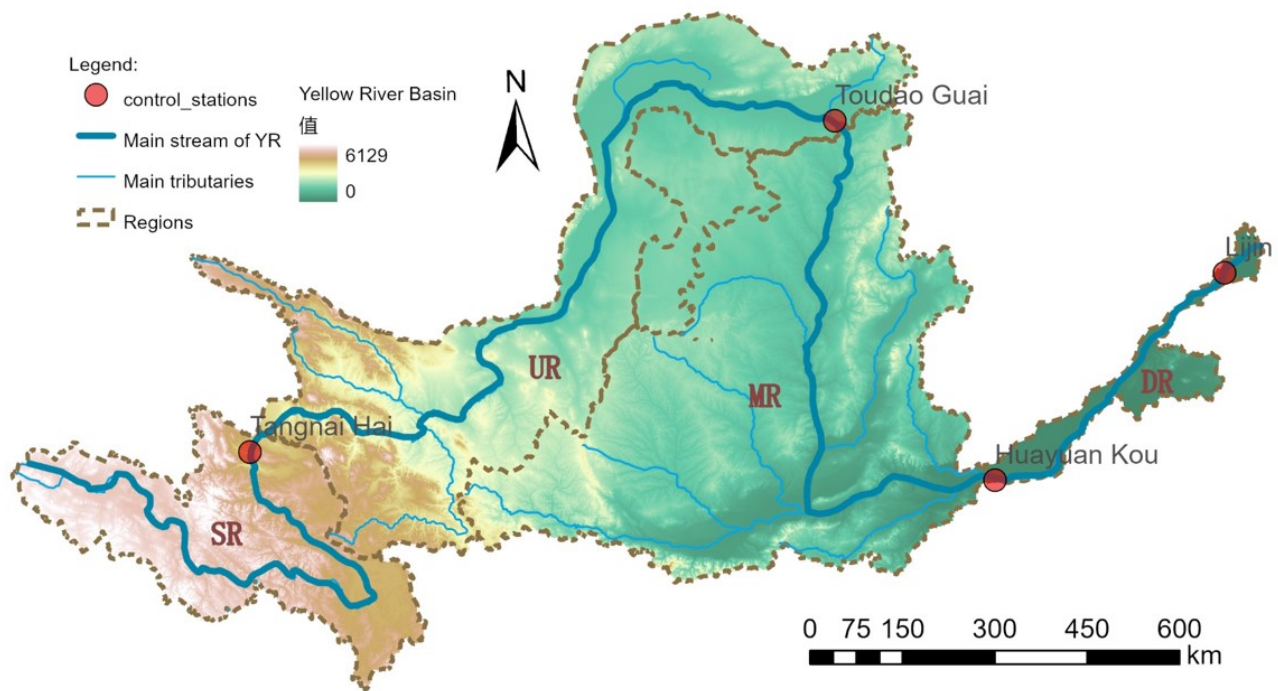 Legend:
control_stations
Main stream of YR
Main tributaries
Regions
Yellow River Basin
值
6129
0
N
Toudao Guai
Lijin
UR
MR
DR
Tangnai Hai
Huayuan Kou
SR
0 75 150 300 450 600
km